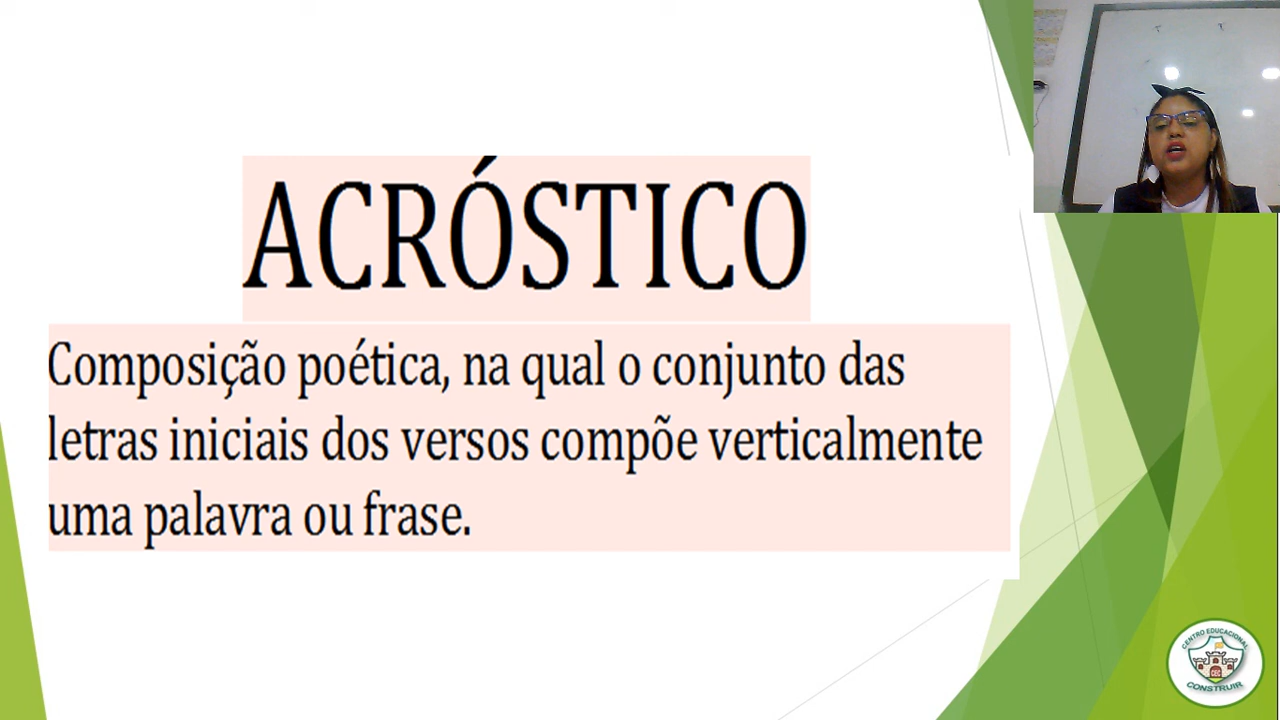 ACRÓSTICO
Composição poética, na qual o conjunto das
letras iniciais dos versos compõe verticalmente
uma palavra ou frase.
CENTRO EDUCACIONAL
CEC
CONSTRUIR